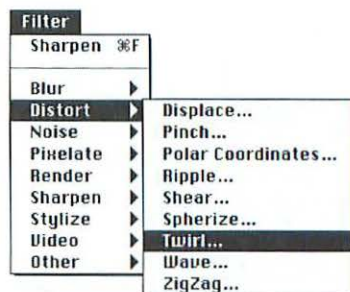 Filter
Sharpen ⌘F
Blur
Distort
Noise
Pixelate
Render
Sharpen
Stylize
Video
Other
Displace...
Pinch...
Polar Coordinates...
Ripple...
Shear...
Spherize...
Twirl...
Wave...
ZigZag...